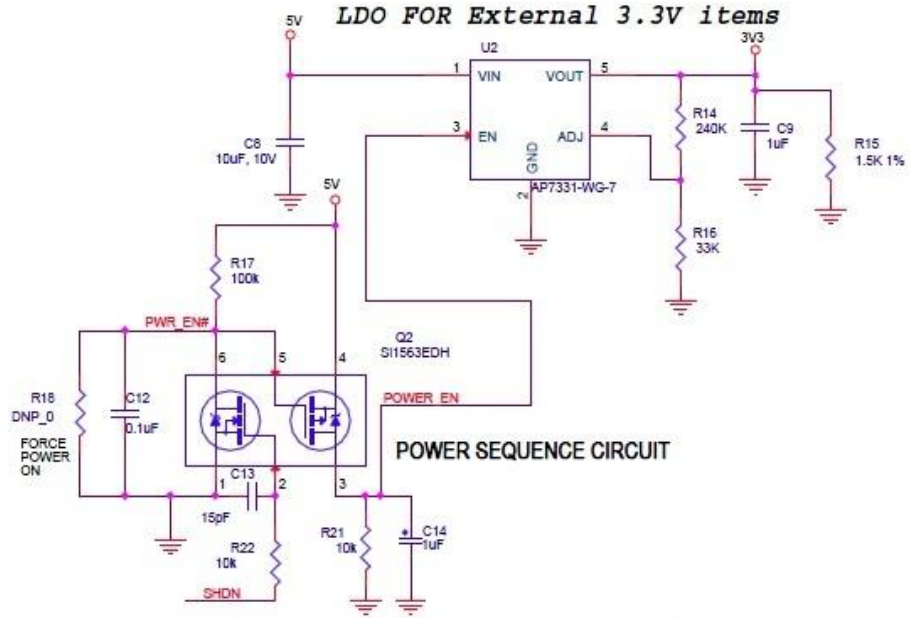 LDO FOR External 3.3V items
5V
U2
3V3
1
VIN
VOUT
5
3
EN
ADJ
4
GND
2
AP7331-WG-7
C8
10uF, 10V
R14
240K
C9
1uF
R15
1.5K 1%
R16
33K
5V
R17
100k
PWR_EN#
Q2
SI1563EDH
6
5
4
R18
DNP_0
FORCE
POWER
ON
C12
0.1uF
POWER_EN
POWER SEQUENCE CIRCUIT
1
C13
2
3
15pF
R22
10k
R21
10k
C14
1uF
SHDN